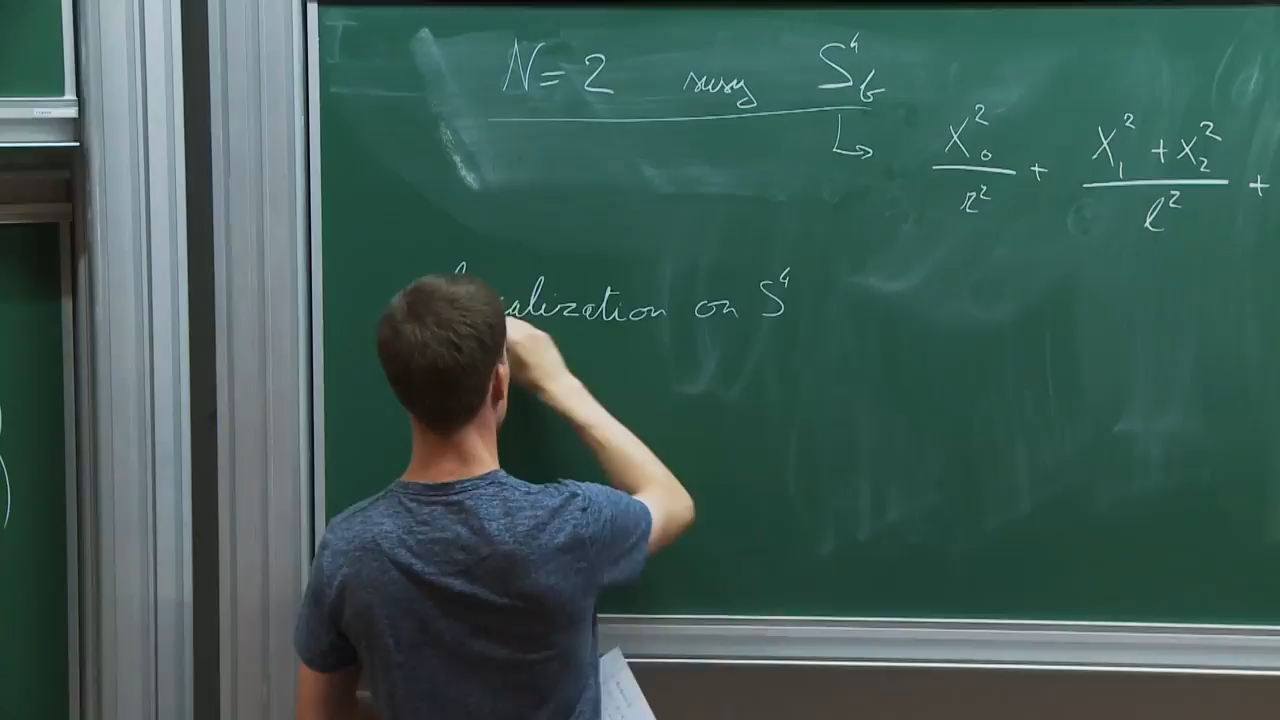 N=2 susy S⁴_b
↳ X₀²/r² + (X₁² + X₂²)/ℓ² +
alization on S⁴